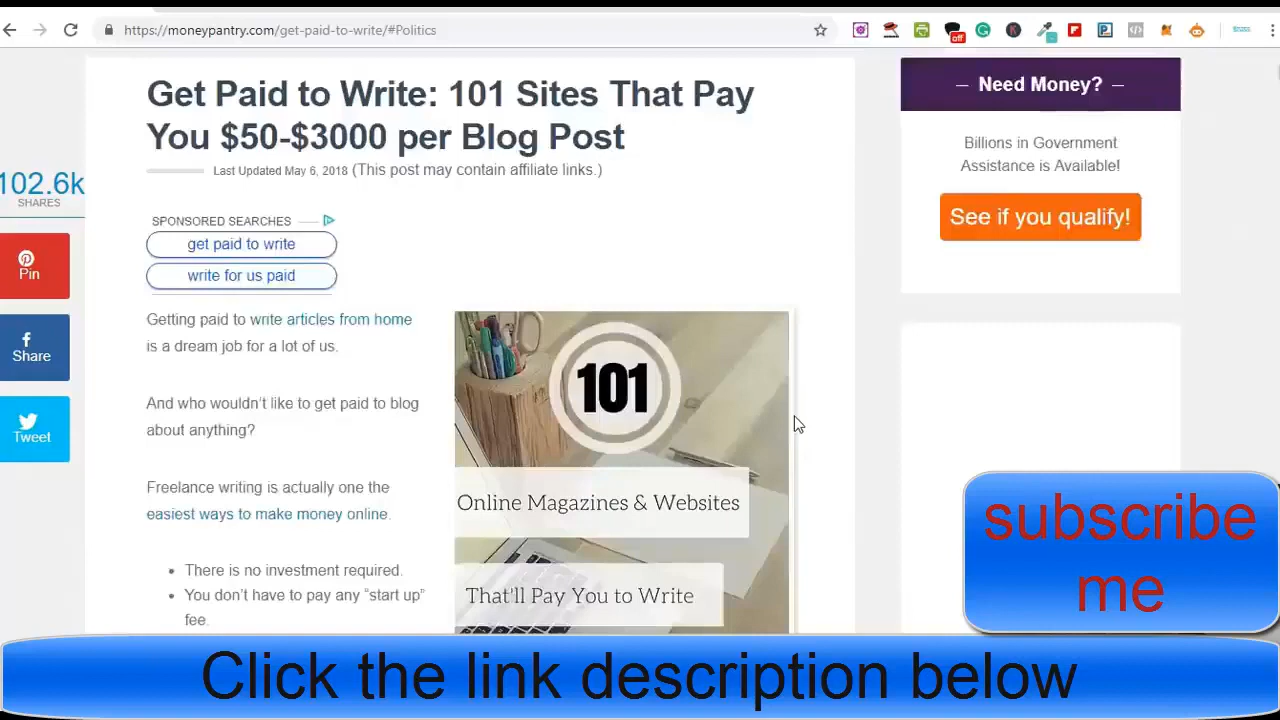 https://moneypantry.com/get-paid-to-write/#Politics
off
Get Paid to Write: 101 Sites That Pay
You $50-$3000 per Blog Post
Last Updated May 6, 2018 (This post may contain affiliate links.)
102.6k
SHARES
Pin
Share
Tweet
SPONSORED SEARCHES
get paid to write
write for us paid
Getting paid to write articles from home
is a dream job for a lot of us.
And who wouldn't like to get paid to blog
about anything?
Freelance writing is actually one the
easiest ways to make money online.
• There is no investment required.
• You don't have to pay any “start up”
fee.
101
Online Magazines & Websites
That'll Pay You to Write
— Need Money? —
Billions in Government
Assistance is Available!
See if you qualify!
subscribe
me
Click the link description below